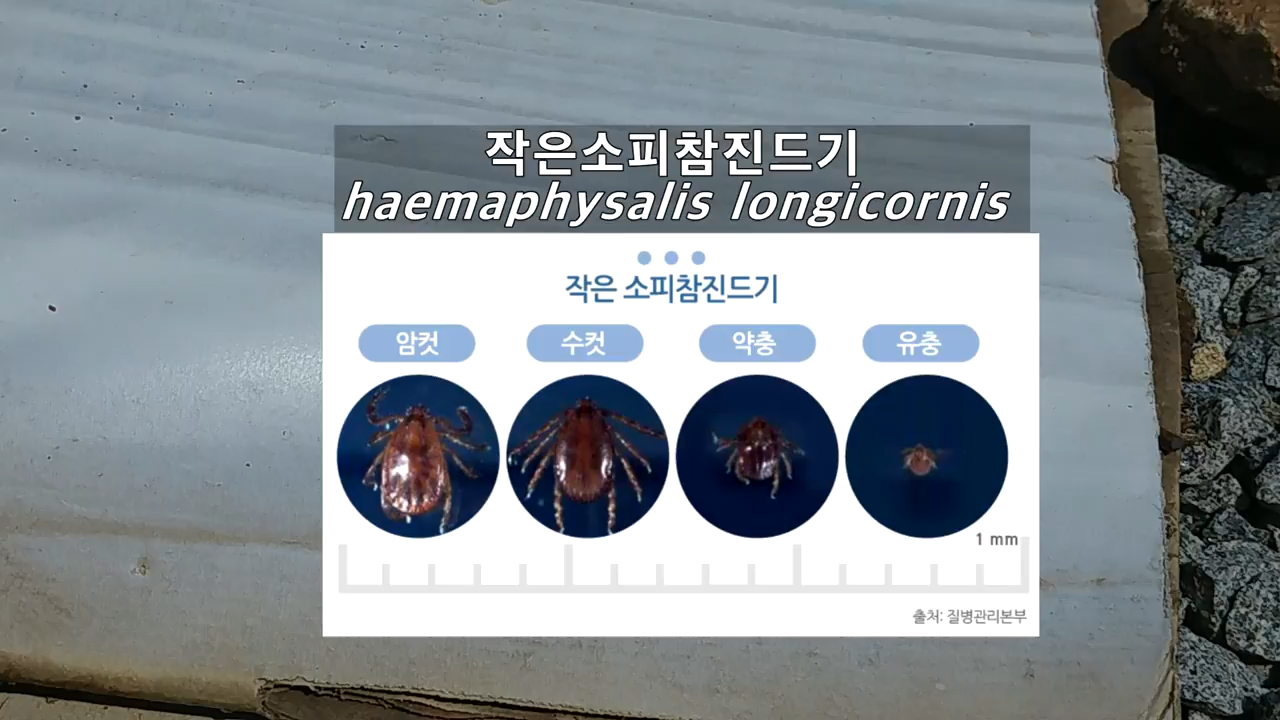 작은소피참진드기
haemaphysalis longicornis
작은 소피참진드기
암컷 수컷 약충 유충
1 mm
출처: 질병관리본부